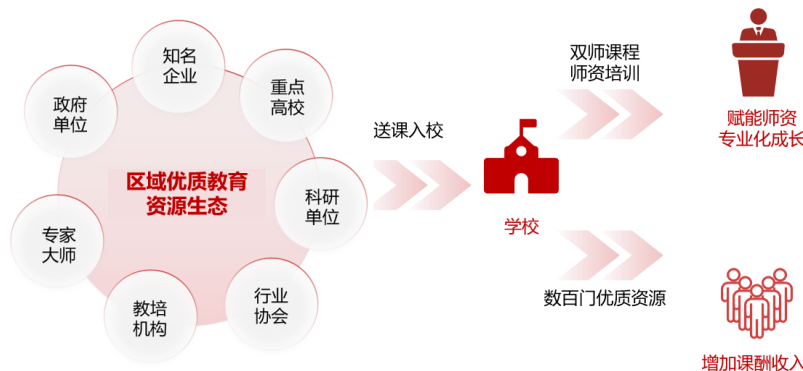 知名
企业
重点
高校
政府
单位
区域优质教育
资源生态
科研
单位
专家
大师
行业
协会
教培
机构
送课入校
学校
双师课程
师资培训
数百门优质资源
赋能师资
专业化成长
增加课酬收入